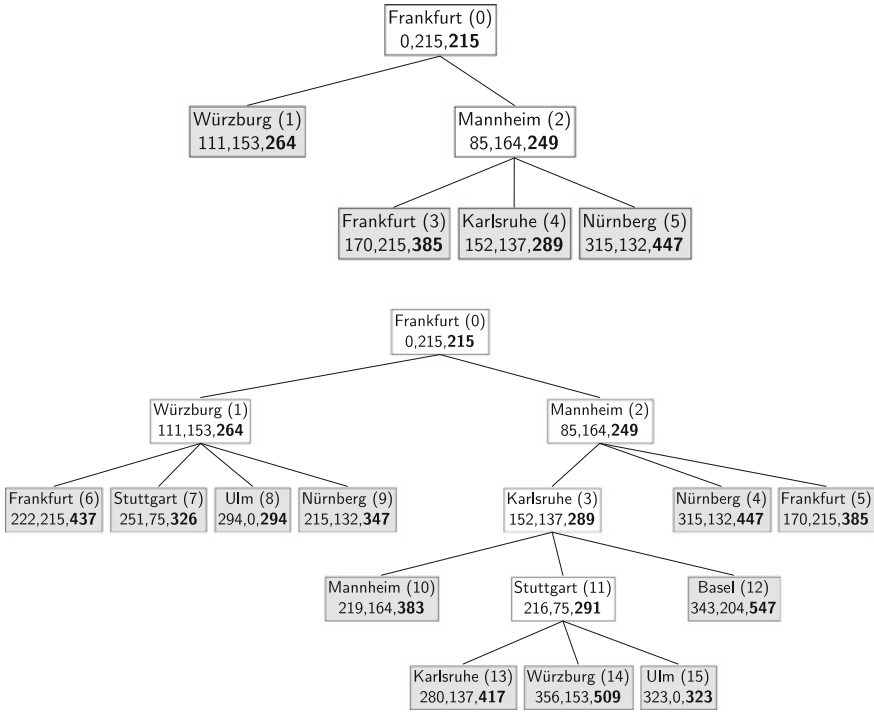 Frankfurt (0)
0,215,215
Würzburg (1)
111,153,264
Mannheim (2)
85,164,249
Frankfurt (3)
170,215,385
Karlsruhe (4)
152,137,289
Nürnberg (5)
315,132,447
Frankfurt (0)
0,215,215
Würzburg (1)
111,153,264
Mannheim (2)
85,164,249
Frankfurt (6)
222,215,437
Stuttgart (7)
251,75,326
Ulm (8)
294,0,294
Nürnberg (9)
215,132,347
Karlsruhe (3)
152,137,289
Nürnberg (4)
315,132,447
Frankfurt (5)
170,215,385
Mannheim (10)
219,164,383
Stuttgart (11)
216,75,291
Basel (12)
343,204,547
Karlsruhe (13)
280,137,417
Würzburg (14)
356,153,509
Ulm (15)
323,0,323